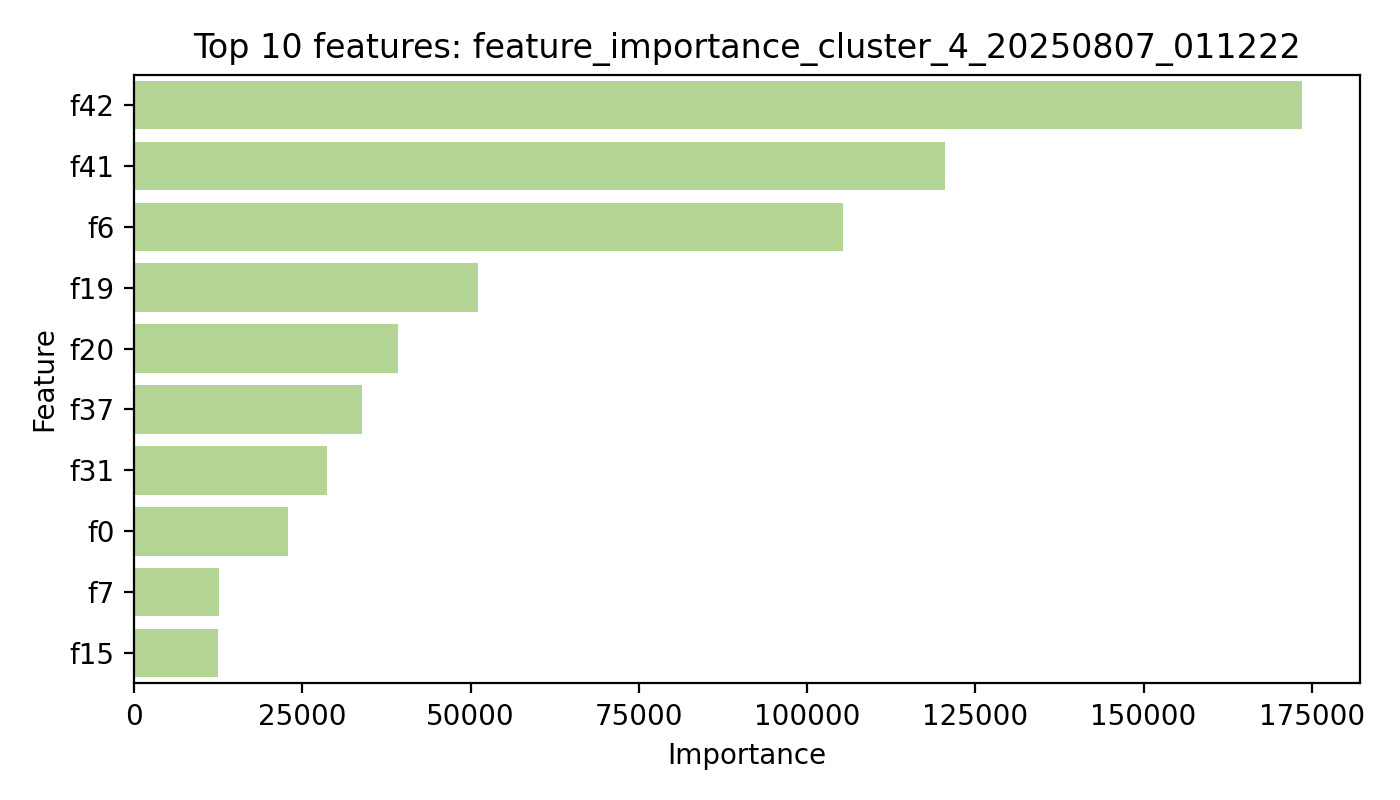 Top 10 features: feature_importance_cluster_4_20250807_011222
f42
f41
f6
f19
f20
f37
f31
f0
f7
f15
Feature
0 25000 50000 75000 100000 125000 150000 175000
Importance